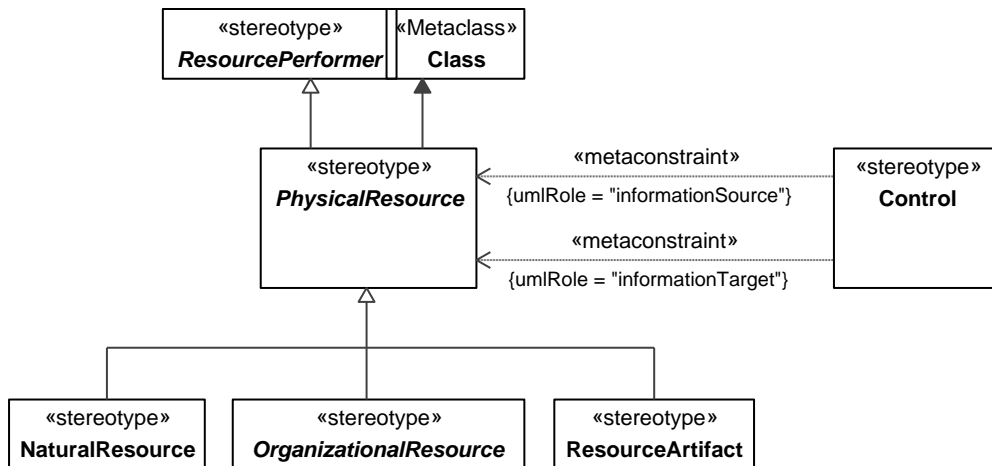 «stereotype»
ResourcePerformer
«Metaclass»
Class
«stereotype»
PhysicalResource
«metaconstraint»
{umlRole = "informationSource"}
«metaconstraint»
{umlRole = "informationTarget"}
«stereotype»
Control
«stereotype»
NaturalResource
«stereotype»
OrganizationalResource
«stereotype»
ResourceArtifact